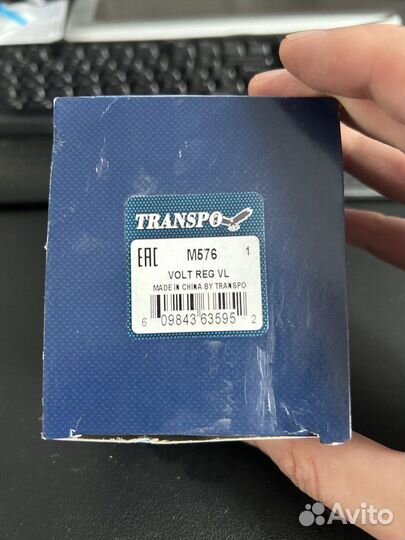 TRANSPO
EAC M576 1
VOLT REG VL
MADE IN CHINA BY TRANSPO
6 09843 63595 2
Avito